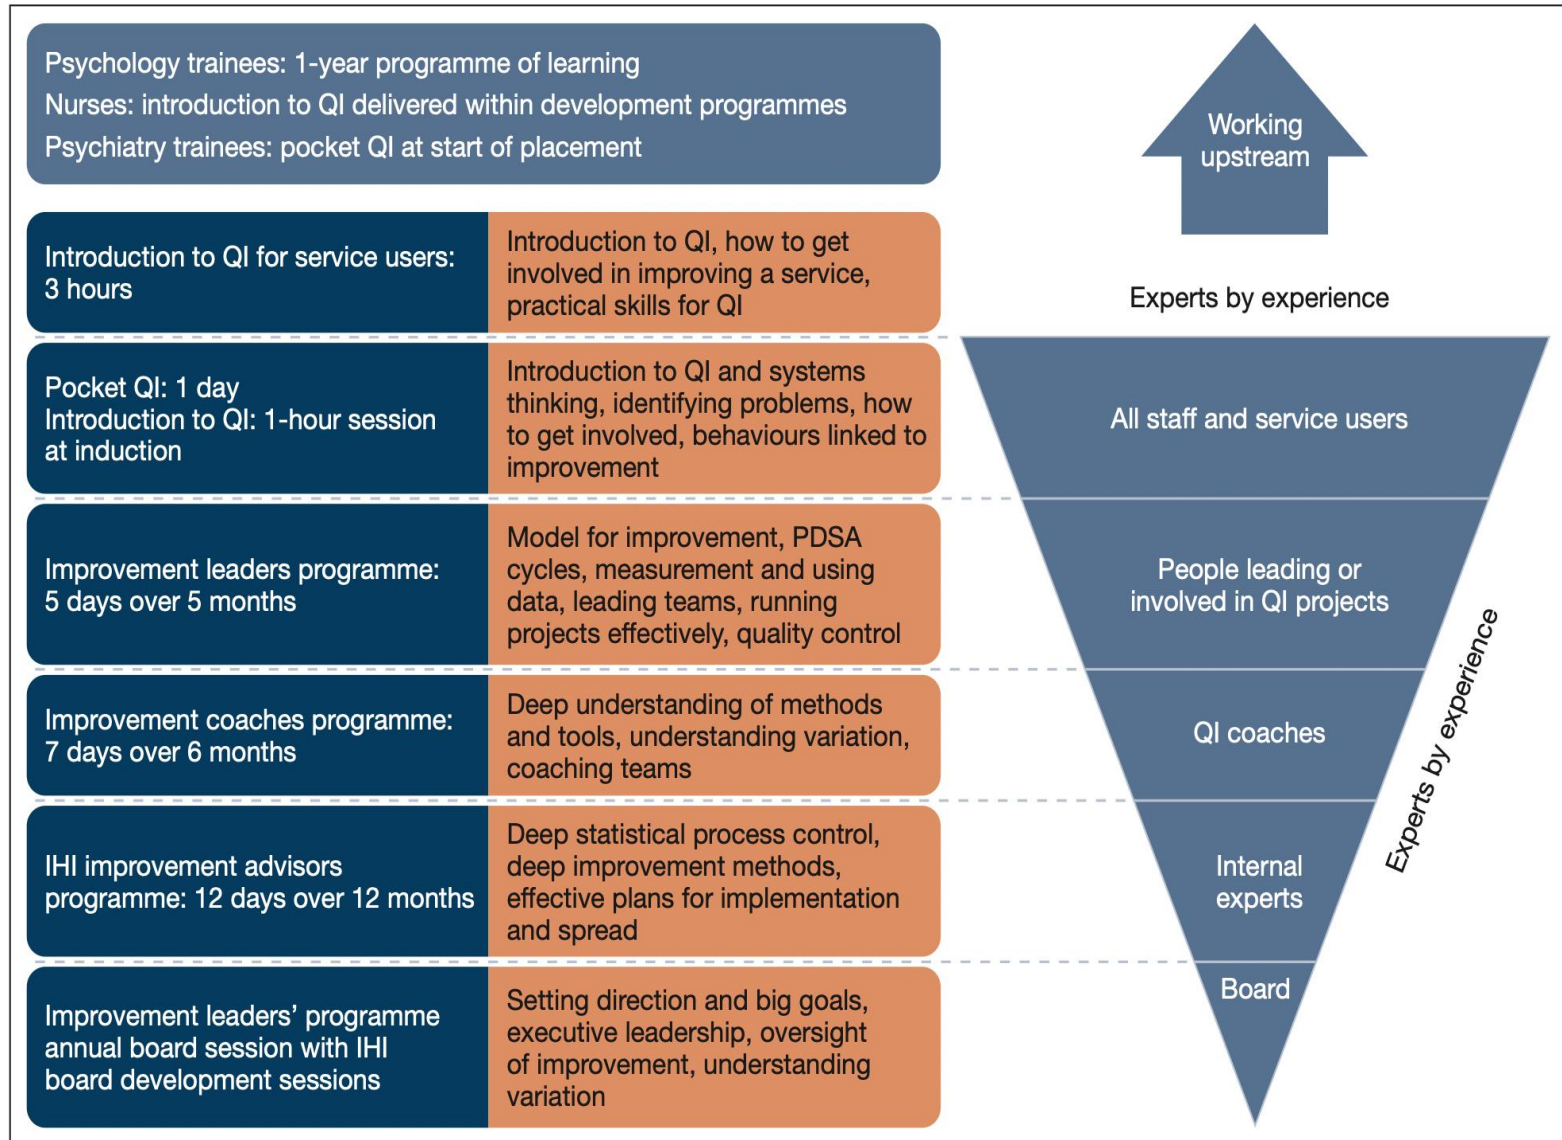 Psychology trainees: 1-year programme of learning
Nurses: introduction to QI delivered within development programmes
Psychiatry trainees: pocket QI at start of placement
Working
upstream
Introduction to QI for service users:
3 hours
Introduction to QI, how to get
involved in improving a service,
practical skills for QI
Experts by experience
Pocket QI: 1 day
Introduction to QI: 1-hour session
at induction
Introduction to QI and systems
thinking, identifying problems, how
to get involved, behaviours linked to
improvement
All staff and service users
Improvement leaders programme:
5 days over 5 months
Model for improvement, PDSA
cycles, measurement and using
data, leading teams, running
projects effectively, quality control
People leading or
involved in QI projects
Improvement coaches programme:
7 days over 6 months
Deep understanding of methods
and tools, understanding variation,
coaching teams
QI coaches
Experts by experience
IHI improvement advisors
programme: 12 days over 12 months
Deep statistical process control,
deep improvement methods,
effective plans for implementation
and spread
Internal
experts
Improvement leaders’ programme
annual board session with IHI
board development sessions
Setting direction and big goals,
executive leadership, oversight
of improvement, understanding
variation
Board